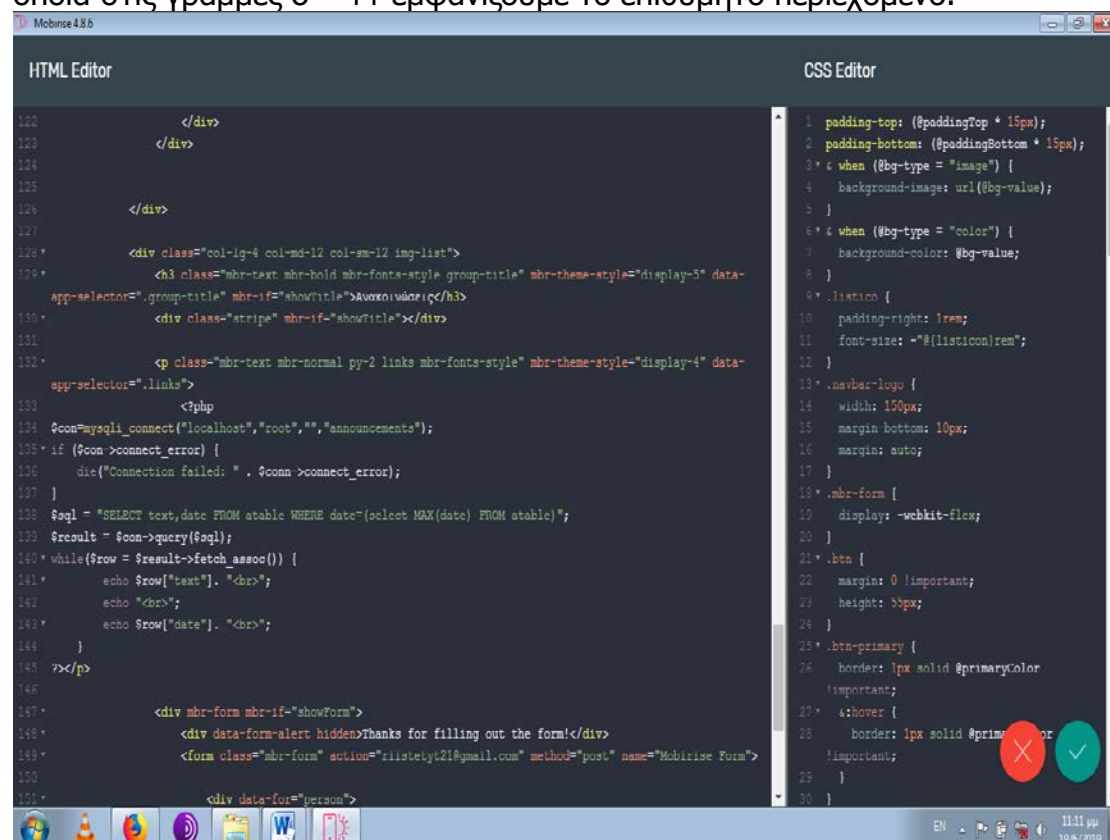 οποία στις γραμμές 8 – 11 εμφανίζουμε το επιθυμητό περιεχόμενο.
Mobirise 4.8.6
HTML Editor
122 </div>
123 </div>
124
125
126 </div>
127
128 <div class="col-lg-4 col-md-12 col-sm-12 img-list">
129 <h3 class="mbr-text mbr-bold mbr-fonts-style group-title" mbr-theme-style="display-5" data-
app-selector=".group-title" mbr-if="showTitle">Ανακοινώσεις</h3>
130 <div class="stripe" mbr-if="showTitle"></div>
131
132 <p class="mbr-text mbr-normal py-2 links mbr-fonts-style" mbr-theme-style="display-4" data-
app-selector=".links">
133 <?php
134 $con=mysqli_connect("localhost","root","","announcements");
135 if ($con->connect_error) {
136 die("Connection failed: " . $conn->connect_error);
137 }
138 $sql = "SELECT text,date FROM atable WHERE date=(select MAX(date) FROM atable)";
139 $result = $con->query($sql);
140 while($row = $result->fetch_assoc()) {
141 echo $row["text"]. "<br>";
142 echo "<br>";
143 echo $row["date"]. "<br>";
144 }
145 ?></p>
146
147 <div mbr-form mbr-if="showForm">
148 <div data-form-alert hidden>Thanks for filling out the form!</div>
149 <form class="mbr-form" action="riistetyt21@gmail.com" method="post" name="Mobirise Form">
150
151 <div data-for="person">
CSS Editor
1 padding-top: (@paddingTop * 15px);
2 padding-bottom: (@paddingBottom * 15px);
3 & when (@bg-type = "image") {
4 background-image: url(@bg-value);
5 }
6 & when (@bg-type = "color") {
7 background-color: @bg-value;
8 }
9 .listico {
10 padding-right: 1rem;
11 font-size: ~"@{listicon}rem";
12 }
13 .navbar-logo {
14 width: 150px;
15 margin-bottom: 10px;
16 margin: auto;
17 }
18 .mbr-form {
19 display: -webkit-flex;
20 }
21 .btn {
22 margin: 0 !important;
23 height: 55px;
24 }
25 .btn-primary {
26 border: 1px solid @primaryColor
!important;
27 &:hover {
28 border: 1px solid @prim or
!important;
29 }
30 }
EN
11:11 μμ
19/6/2019